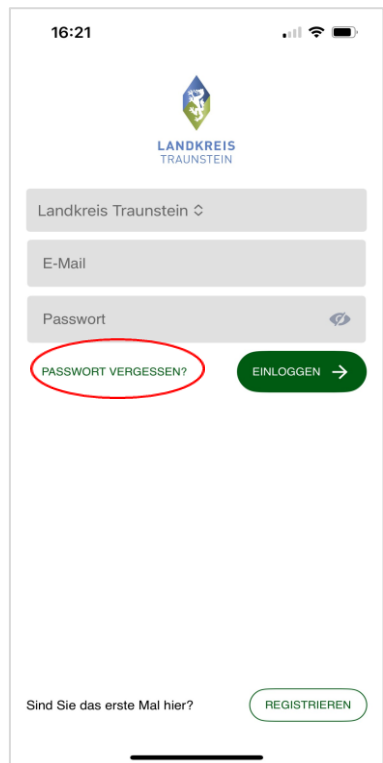 16:21
LANDKREIS
TRAUNSTEIN
Landkreis Traunstein
E-Mail
Passwort
PASSWORT VERGESSEN?
EINLOGGEN →
Sind Sie das erste Mal hier?
REGISTRIEREN